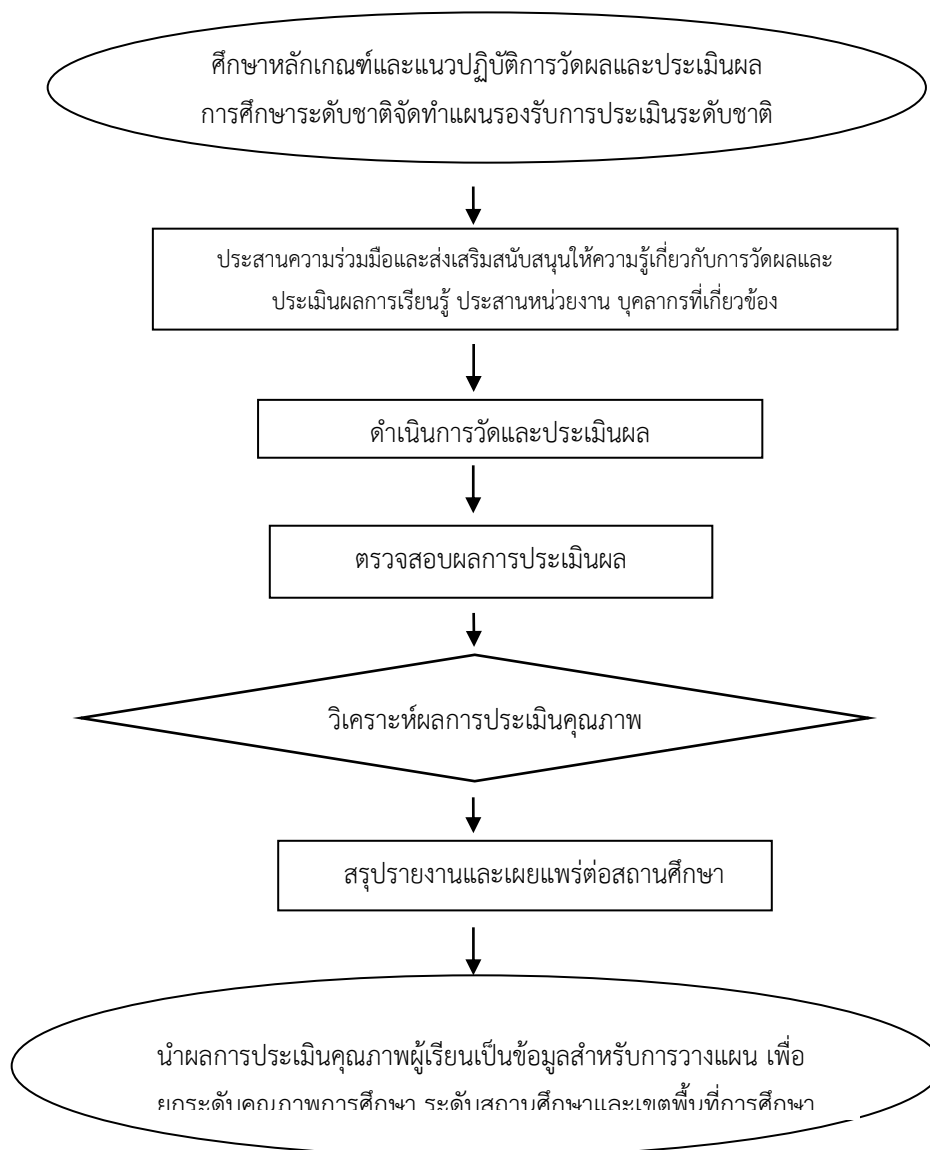 ศึกษาหลักเกณฑ์และแนวปฏิบัติการวัดผลและประเมินผล
การศึกษาระดับชาติจัดทำแผนรองรับการประเมินระดับชาติ
ประสานความร่วมมือและส่งเสริมสนับสนุนให้ความรู้เกี่ยวกับการวัดผลและ
ประเมินผลการเรียนรู้ ประสานหน่วยงาน บุคลากรที่เกี่ยวข้อง
ดำเนินการวัดและประเมินผล
ตรวจสอบผลการประเมินผล
วิเคราะห์ผลการประเมินคุณภาพ
สรุปรายงานและเผยแพร่ต่อสถานศึกษา
นำผลการประเมินคุณภาพผู้เรียนเป็นข้อมูลสำหรับการวางแผน เพื่อ
ยกระดับคุณภาพการศึกษา ระดับสถานศึกษาและเขตพื้นที่การศึกษา